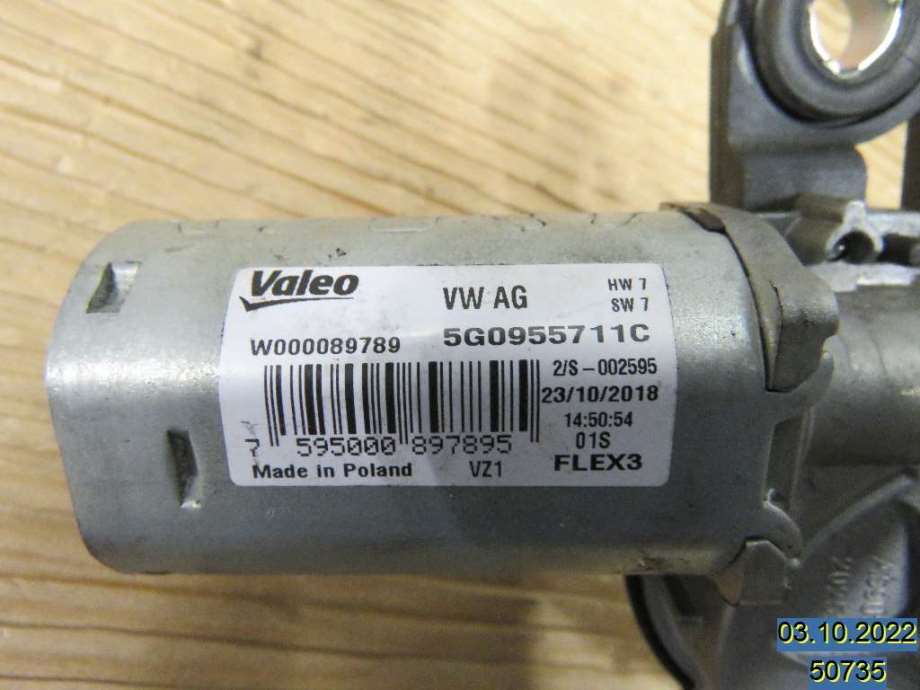 Valeo
VW AG
HW 7
SW 7
W000089789
5G0955711C
2/S-002595
23/10/2018
14:50:54
7 595000 897895
01S
Made in Poland
VZ1
FLEX3
03.10.2022
50735